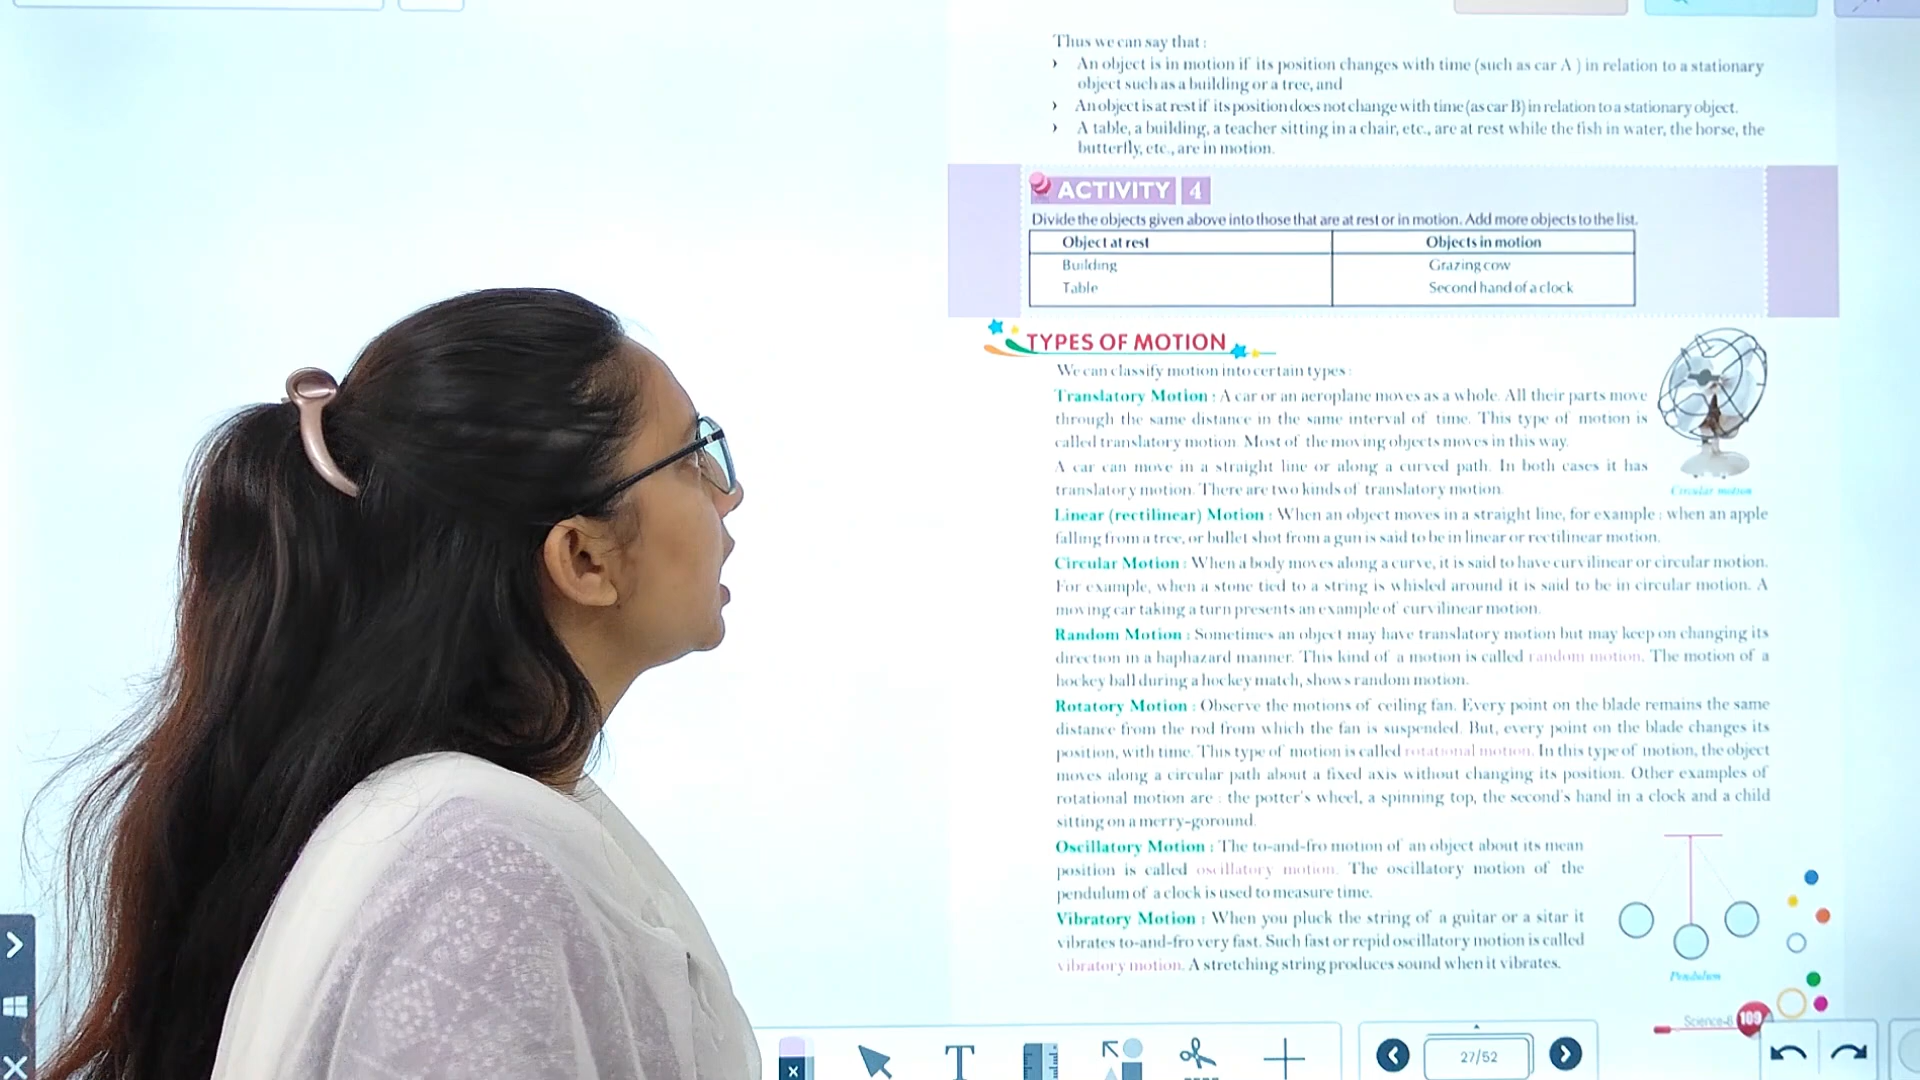 Thus we can say that :
› An object is in motion if its position changes with time (such as car A ) in relation to a stationary
object such as a building or a tree, and
› An object is at rest if its position does not change with time (as car B) in relation to a stationary object.
› A table, a building, a teacher sitting in a chair, etc., are at rest while the fish in water, the horse, the
butterfly, etc., are in motion.
ACTIVITY 4
Divide the objects given above into those that are at rest or in motion. Add more objects to the list.
Object at rest Objects in motion
Building Grazing cow
Table Second hand of a clock
TYPES OF MOTION
We can classify motion into certain types :
Translatory Motion : A car or an aeroplane moves as a whole. All their parts move
through the same distance in the same interval of time. This type of motion is
called translatory motion. Most of the moving objects moves in this way.
A car can move in a straight line or along a curved path. In both cases it has
translatory motion. There are two kinds of translatory motion.
Circular motion
Linear (rectilinear) Motion : When an object moves in a straight line, for example : when an apple
falling from a tree, or bullet shot from a gun is said to be in linear or rectilinear motion.
Circular Motion : When a body moves along a curve, it is said to have curvilinear or circular motion.
For example, when a stone tied to a string is whisled around it is said to be in circular motion. A
moving car taking a turn presents an example of curvilinear motion.
Random Motion : Sometimes an object may have translatory motion but may keep on changing its
direction in a haphazard manner. This kind of a motion is called random motion. The motion of a
hockey ball during a hockey match, shows random motion.
Rotatory Motion : Observe the motions of ceiling fan. Every point on the blade remains the same
distance from the rod from which the fan is suspended. But, every point on the blade changes its
position, with time. This type of motion is called rotational motion. In this type of motion, the object
moves along a circular path about a fixed axis without changing its position. Other examples of
rotational motion are : the potter's wheel, a spinning top, the second's hand in a clock and a child
sitting on a merry-goround.
Oscillatory Motion : The to-and-fro motion of an object about its mean
position is called oscillatory motion. The oscillatory motion of the
pendulum of a clock is used to measure time.
Vibratory Motion : When you pluck the string of a guitar or a sitar it
vibrates to-and-fro very fast. Such fast or repid oscillatory motion is called
vibratory motion. A stretching string produces sound when it vibrates.
Pendulum
Science-6 109
27/52